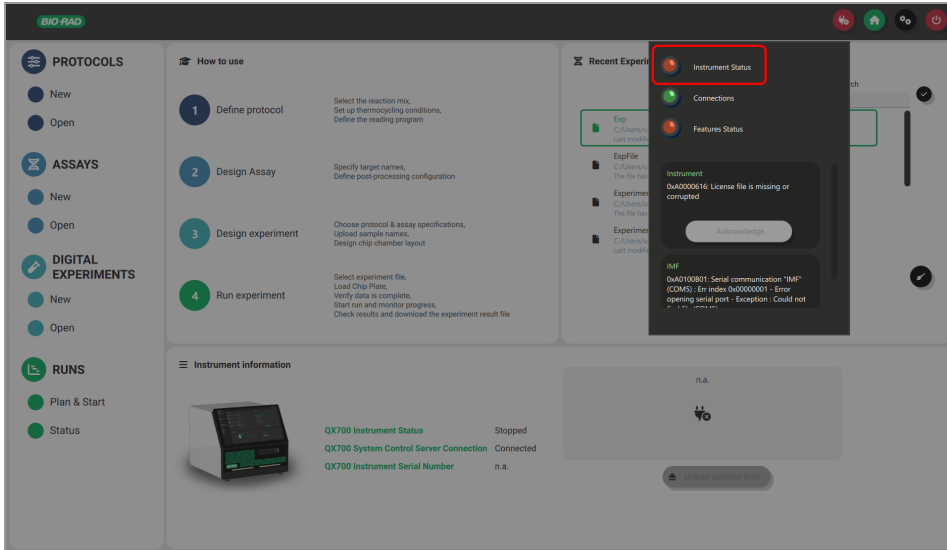 BIO-RAD
PROTOCOLS
New
Open
ASSAYS
New
Open
DIGITAL
EXPERIMENTS
New
Open
RUNS
Plan & Start
Status
How to use
1
Define protocol
Select the reaction mix,
Set up thermocycling conditions,
Define the reading program
2
Design Assay
Specify target names,
Define post-processing configuration
3
Design experiment
Choose protocol & assay specifications,
Upload sample names,
Design chip chamber layout
4
Run experiment
Select experiment file,
Load Chip Plate,
Verify data is complete,
Start run and monitor progress,
Check results and download the experiment result file
Recent Experi
ch
Exp
C:/Users/u
Last modifie
ExpFile
C:/Users/u
The file has
Experimen
C:/Users/u
The file has
Experimen
C:/Users/u
Last modifie
Instrument Status
Connections
Features Status
Instrument
0xA0000616: License file is missing or
corrupted
Acknowledge
IMF
0xA0100801: Serial communication "IMF"
(COM5) : Err index 0x00000001 - Error
opening serial port - Exception : Could not
Instrument information
QX700 Instrument Status Stopped
QX700 System Control Server Connection Connected
QX700 Instrument Serial Number n.a.
n.a.
Unload selected level